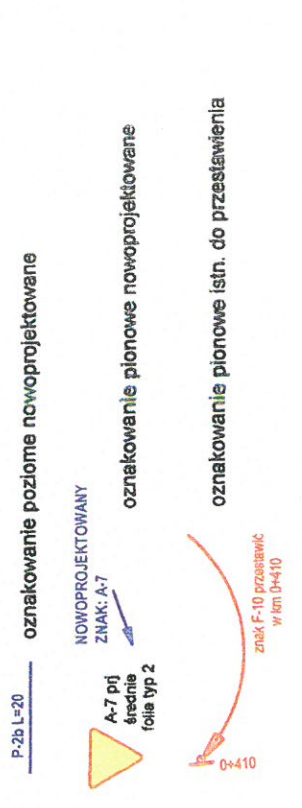 P-2b L=20
oznakowanie poziome nowoprojektowane
NOWOPROJEKTOWANY
ZNAK: A-7
A-7 prj
średnie
folia typ 2
oznakowanie pionowe nowoprojektowane
0+410
znak F-10 przestawić
w km 0+410
oznakowanie pionowe istn. do przestawienia